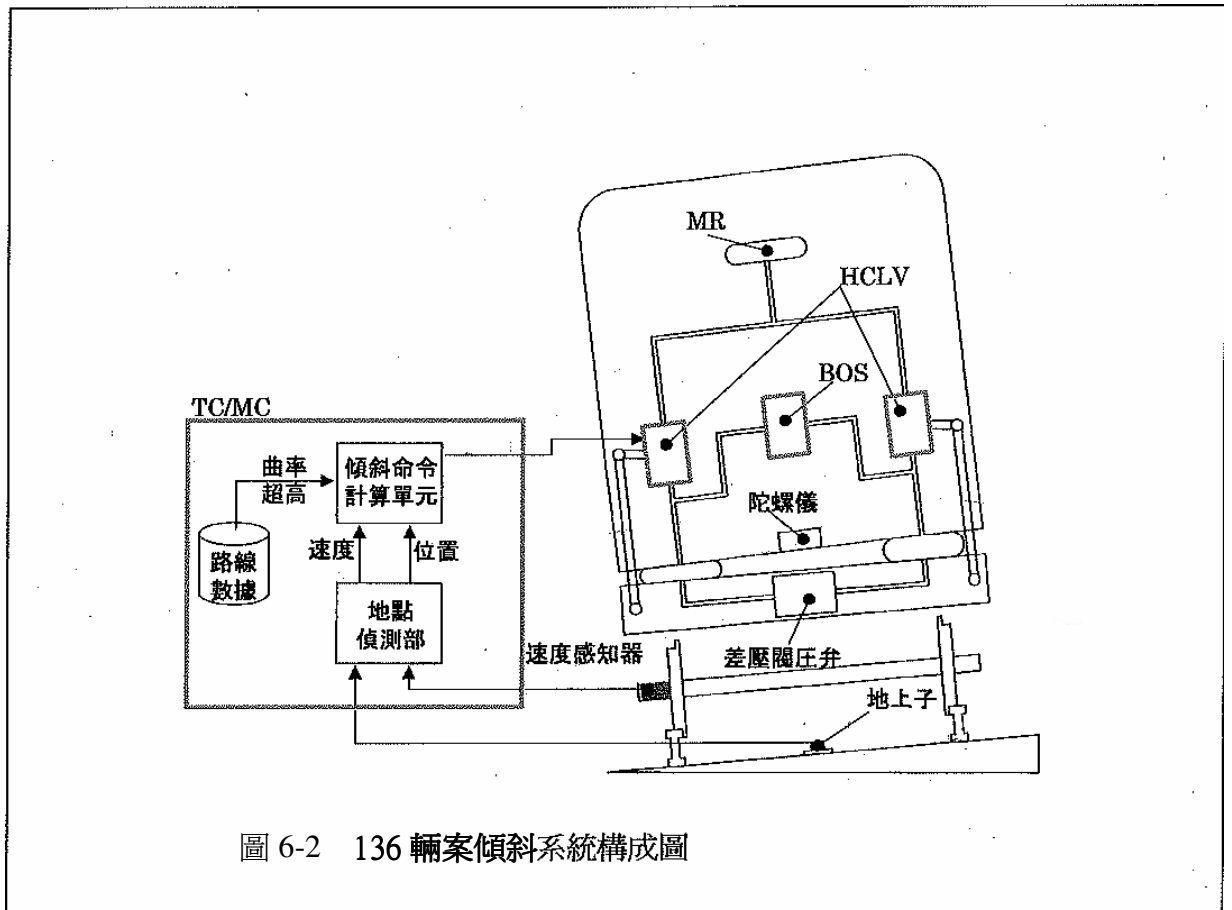 MR
HCLV
BOS
TC/MC
曲率
超高
傾斜命令
計算單元
路線
數據
速度
位置
地點
偵測部
陀螺儀
速度感知器
差壓閥圧弁
地上子
圖 6-2 136 輛案傾斜系統構成圖